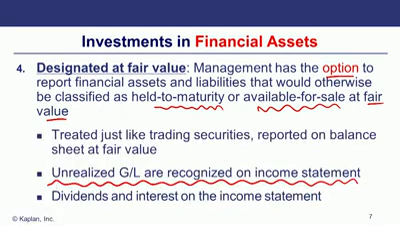 Investments in Financial Assets
4. Designated at fair value: Management has the option to
report financial assets and liabilities that would otherwise
be classified as held-to-maturity or available-for-sale at fair
value
▪ Treated just like trading securities, reported on balance
sheet at fair value
▪ Unrealized G/L are recognized on income statement
▪ Dividends and interest on the income statement
© Kaplan, Inc.
7